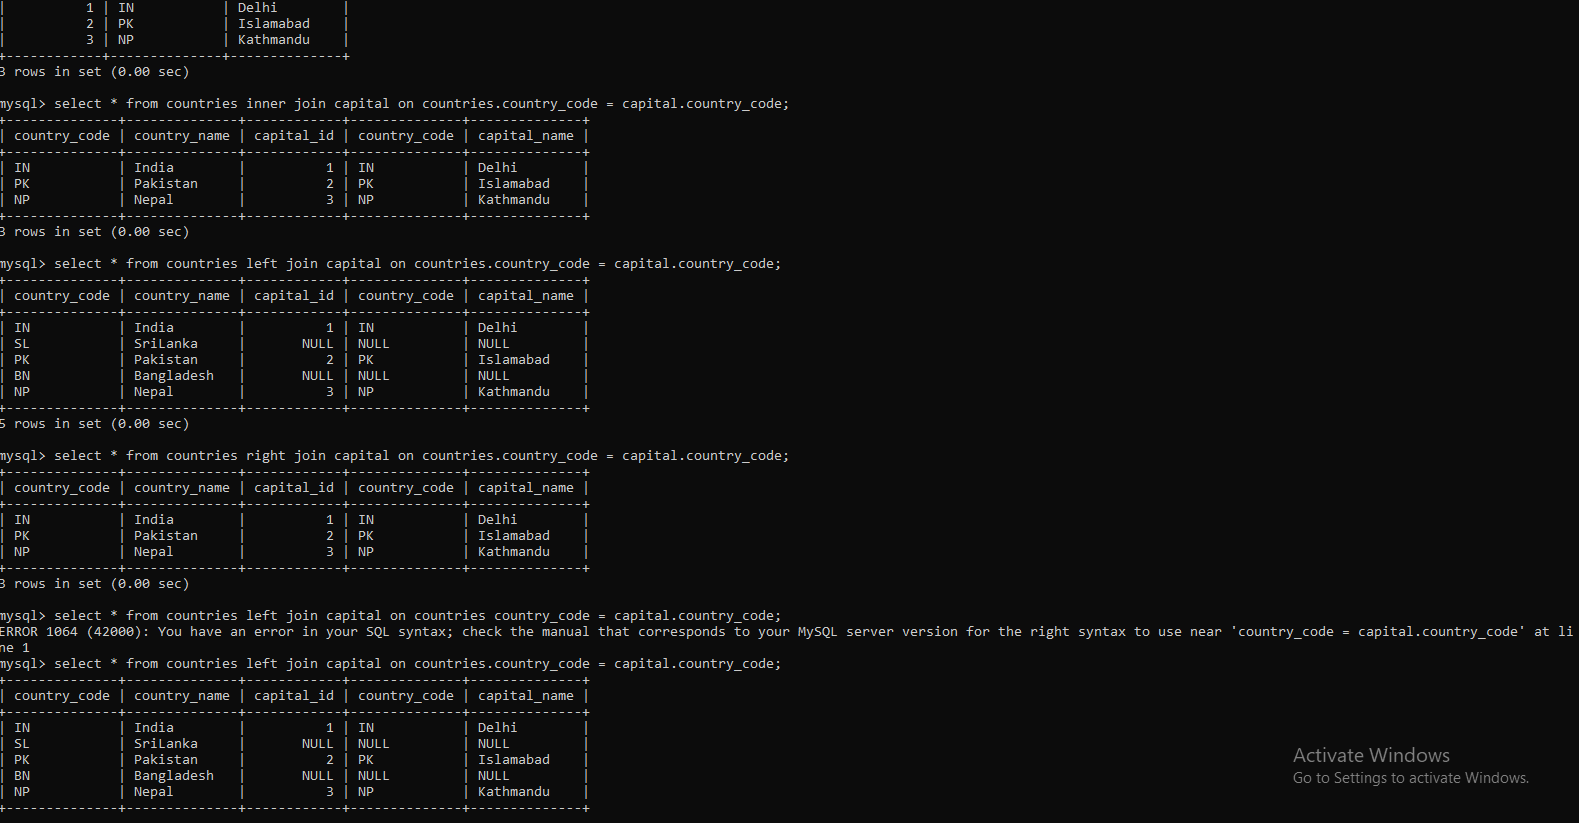 |          1 | IN           | Delhi        |
|          2 | PK           | Islamabad    |
|          3 | NP           | Kathmandu    |
+------------+--------------+--------------+
3 rows in set (0.00 sec)
mysql> select * from countries inner join capital on countries.country_code = capital.country_code;
+--------------+--------------+------------+--------------+--------------+
| country_code | country_name | capital_id | country_code | capital_name |
+--------------+--------------+------------+--------------+--------------+
| IN           | India        |          1 | IN           | Delhi        |
| PK           | Pakistan     |          2 | PK           | Islamabad    |
| NP           | Nepal        |          3 | NP           | Kathmandu    |
+--------------+--------------+------------+--------------+--------------+
3 rows in set (0.00 sec)
mysql> select * from countries left join capital on countries.country_code = capital.country_code;
+--------------+--------------+------------+--------------+--------------+
| country_code | country_name | capital_id | country_code | capital_name |
+--------------+--------------+------------+--------------+--------------+
| IN           | India        |          1 | IN           | Delhi        |
| SL           | SriLanka     |       NULL | NULL         | NULL         |
| PK           | Pakistan     |          2 | PK           | Islamabad    |
| BN           | Bangladesh   |       NULL | NULL         | NULL         |
| NP           | Nepal        |          3 | NP           | Kathmandu    |
+--------------+--------------+------------+--------------+--------------+
5 rows in set (0.00 sec)
mysql> select * from countries right join capital on countries.country_code = capital.country_code;
+--------------+--------------+------------+--------------+--------------+
| country_code | country_name | capital_id | country_code | capital_name |
+--------------+--------------+------------+--------------+--------------+
| IN           | India        |          1 | IN           | Delhi        |
| PK           | Pakistan     |          2 | PK           | Islamabad    |
| NP           | Nepal        |          3 | NP           | Kathmandu    |
+--------------+--------------+------------+--------------+--------------+
3 rows in set (0.00 sec)
mysql> select * from countries left join capital on countries country_code = capital.country_code;
ERROR 1064 (42000): You have an error in your SQL syntax; check the manual that corresponds to your MySQL server version for the right syntax to use near 'country_code = capital.country_code' at li
ne 1
mysql> select * from countries left join capital on countries.country_code = capital.country_code;
+--------------+--------------+------------+--------------+--------------+
| country_code | country_name | capital_id | country_code | capital_name |
+--------------+--------------+------------+--------------+--------------+
| IN           | India        |          1 | IN           | Delhi        |
| SL           | SriLanka     |       NULL | NULL         | NULL         |
| PK           | Pakistan     |          2 | PK           | Islamabad    |
| BN           | Bangladesh   |       NULL | NULL         | NULL         |
| NP           | Nepal        |          3 | NP           | Kathmandu    |
+--------------+--------------+------------+--------------+--------------+
Activate Windows
Go to Settings to activate Windows.